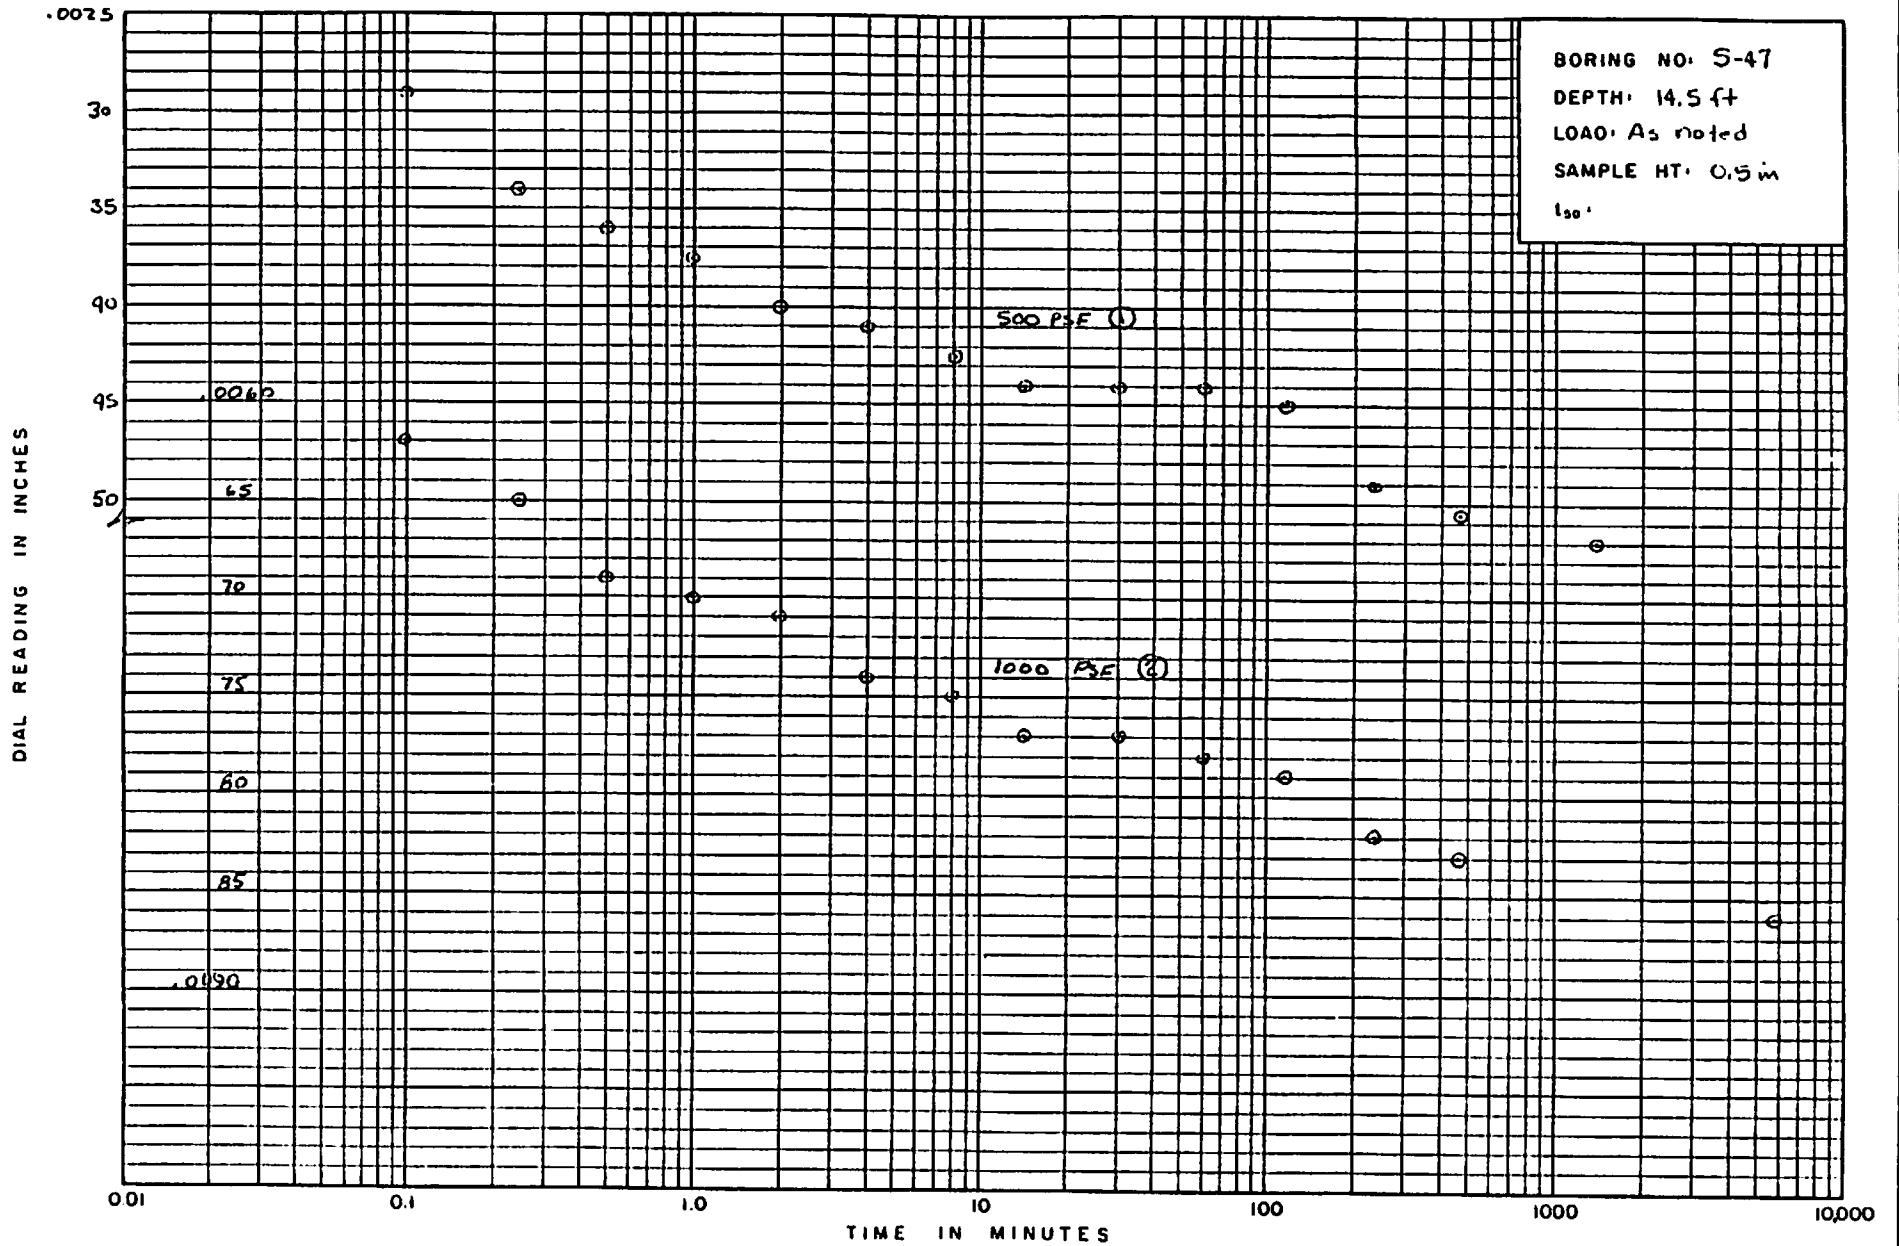 .0025
30
35
40
45
50
.0060
65
70
75
80
85
.0090
DIAL READING IN INCHES
500 PSF ①
1000 PSF ②
BORING NO: S-47
DEPTH: 14.5 ft
LOAD: As noted
SAMPLE HT: 0.5 in
t50:
0.01 0.1 1.0 10 100 1000 10,000
TIME IN MINUTES